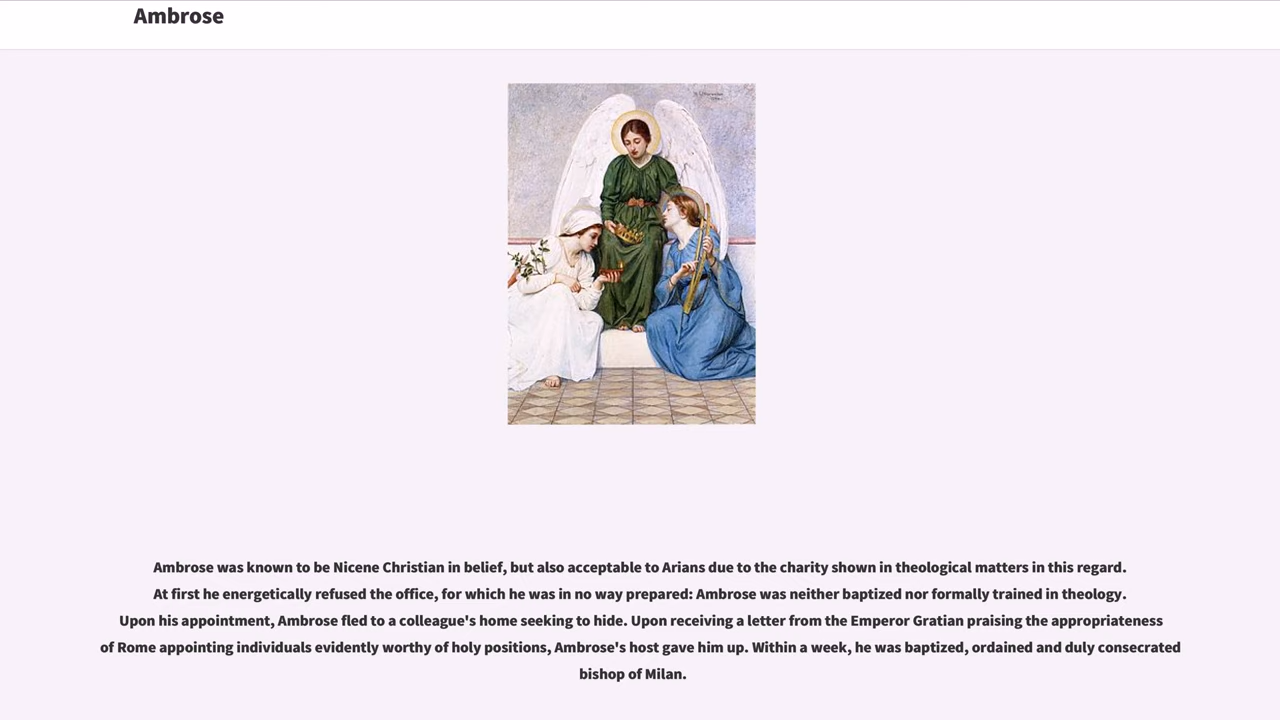 Ambrose
Ambrose was known to be Nicene Christian in belief, but also acceptable to Arians due to the charity shown in theological matters in this regard.
At first he energetically refused the office, for which he was in no way prepared: Ambrose was neither baptized nor formally trained in theology.
Upon his appointment, Ambrose fled to a colleague's home seeking to hide. Upon receiving a letter from the Emperor Gratian praising the appropriateness
of Rome appointing individuals evidently worthy of holy positions, Ambrose's host gave him up. Within a week, he was baptized, ordained and duly consecrated
bishop of Milan.